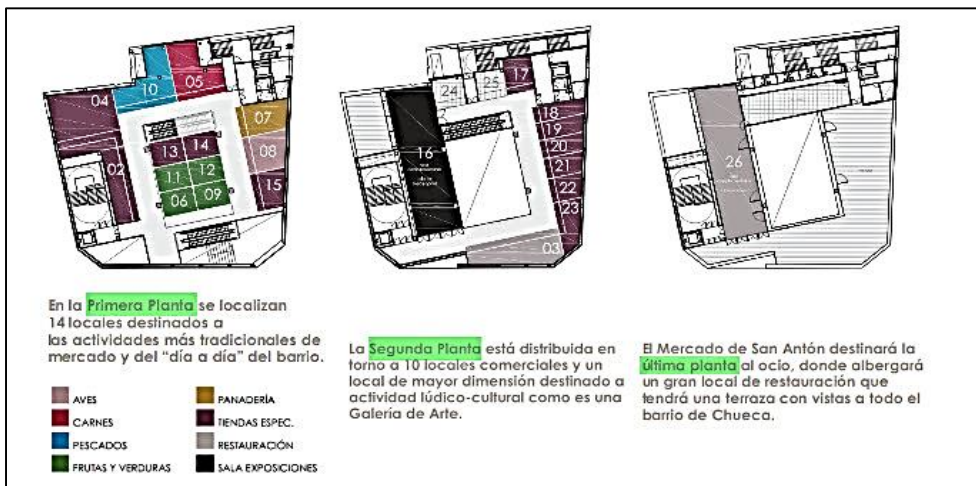 04
10
05
07
02
13
14
08
11
12
06
09
15
24
25
17
16
18
19
20
21
22
23
03
26
En la Primera Planta se localizan
14 locales destinados a
las actividades más tradicionales de
mercado y del “día a día” del barrio.
AVES
CARNES
PESCADOS
FRUTAS Y VERDURAS
PANADERÍA
TIENDAS ESPEC.
RESTAURACIÓN
SALA EXPOSICIONES
La Segunda Planta está distribuida en
torno a 10 locales comerciales y un
local de mayor dimensión destinado a
actividad lúdico-cultural como es una
Galería de Arte.
El Mercado de San Antón destinará la
última planta al ocio, donde albergará
un gran local de restauración que
tendrá una terraza con vistas a todo el
barrio de Chueca.